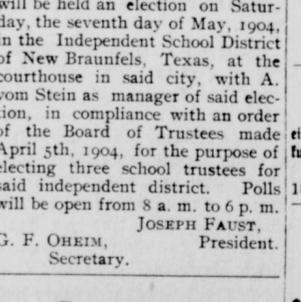 will be held an election on Satur-
day, the seventh day of May, 1904,
in the Independent School District
of New Braunfels, Texas, at the
courthouse in said city, with A.
vom Stein as manager of said elec-
tion, in compliance with an order
of the Board of Trustees made
April 5th, 1904, for the purpose of
electing three school trustees for
said independent district. Polls
will be open from 8 a. m. to 6 p. m.
JOSEPH FAUST,
G. F. OHEIM, President.
Secretary.